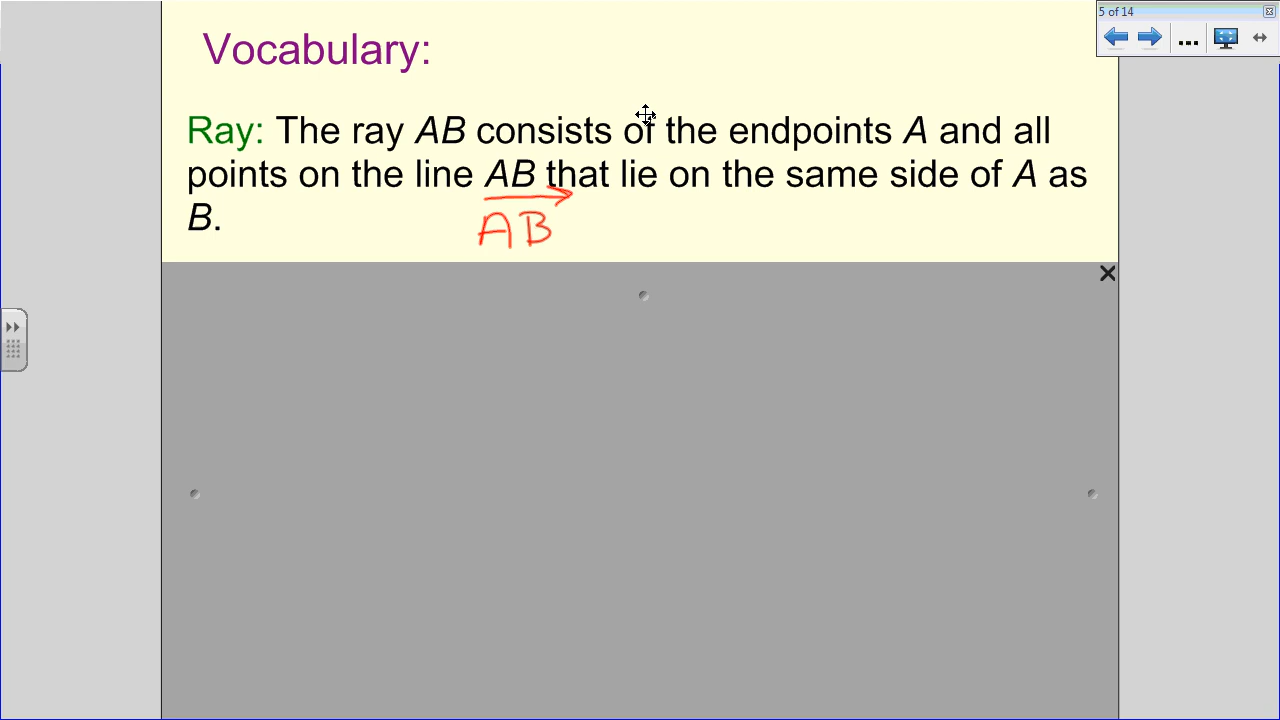 5 of 14
Vocabulary:
Ray: The ray AB consists of the endpoints A and all
points on the line AB that lie on the same side of A as
B.
AB